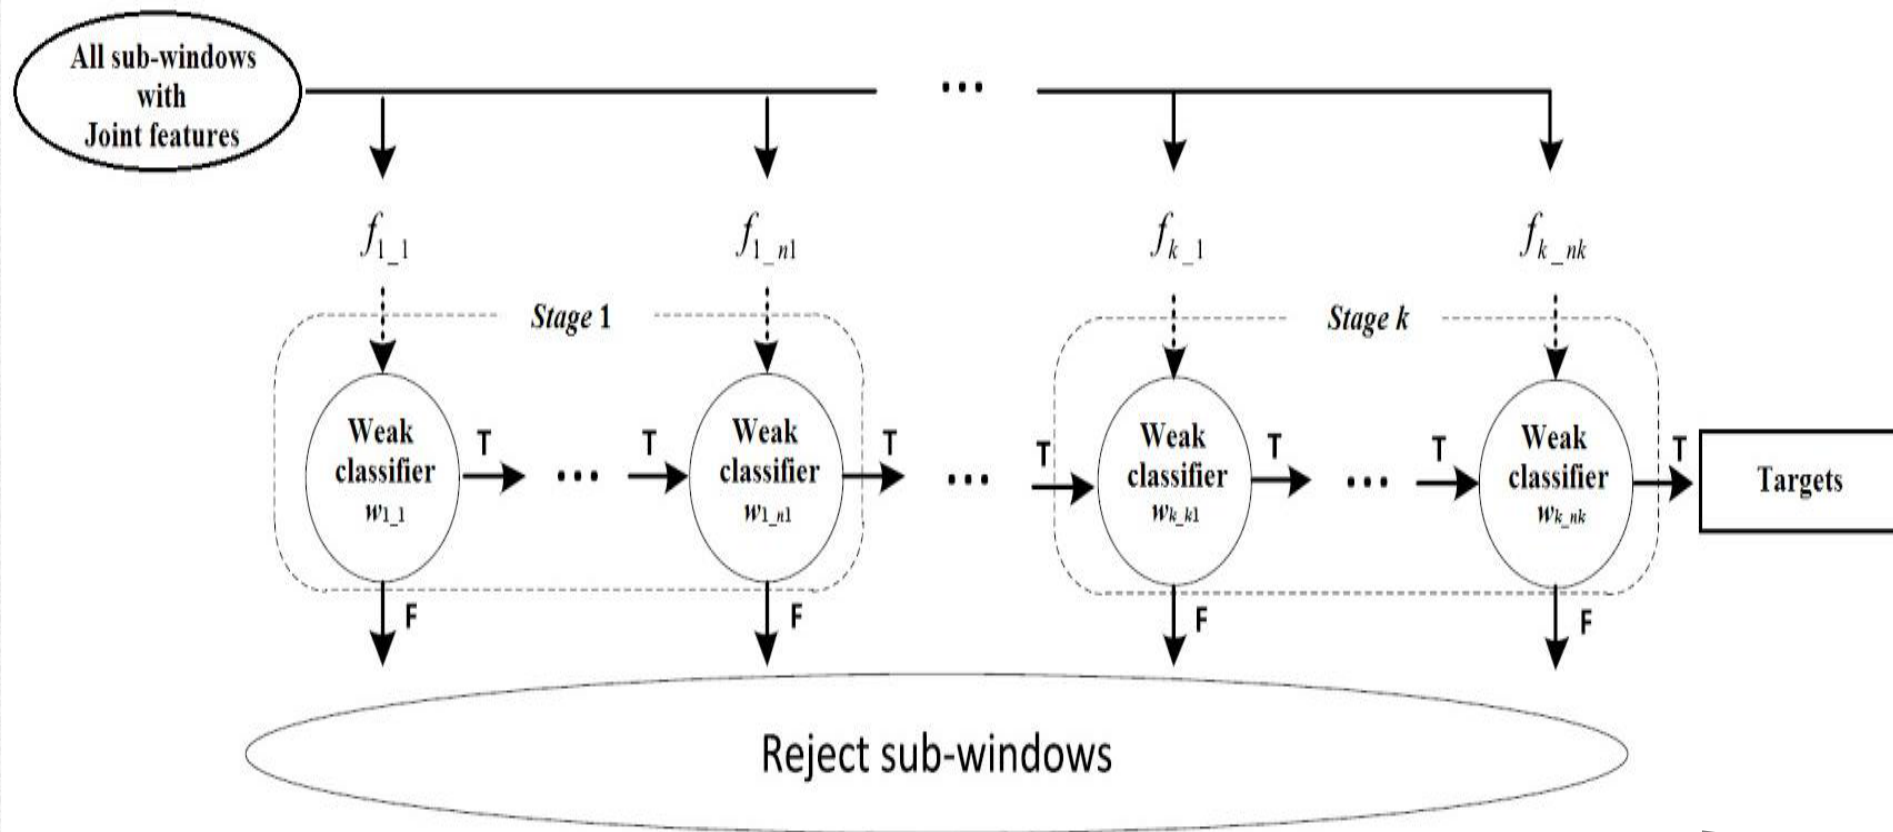 All sub-windows
with
Joint features
...
f1_1
f1_n1
fk_1
fk_nk
Stage 1
Stage k
Weak
classifier
w1_1
T
...
T
Weak
classifier
w1_n1
T
...
T
Weak
classifier
wk_k1
T
...
T
Weak
classifier
wk_nk
T
Targets
F
F
F
F
Reject sub-windows